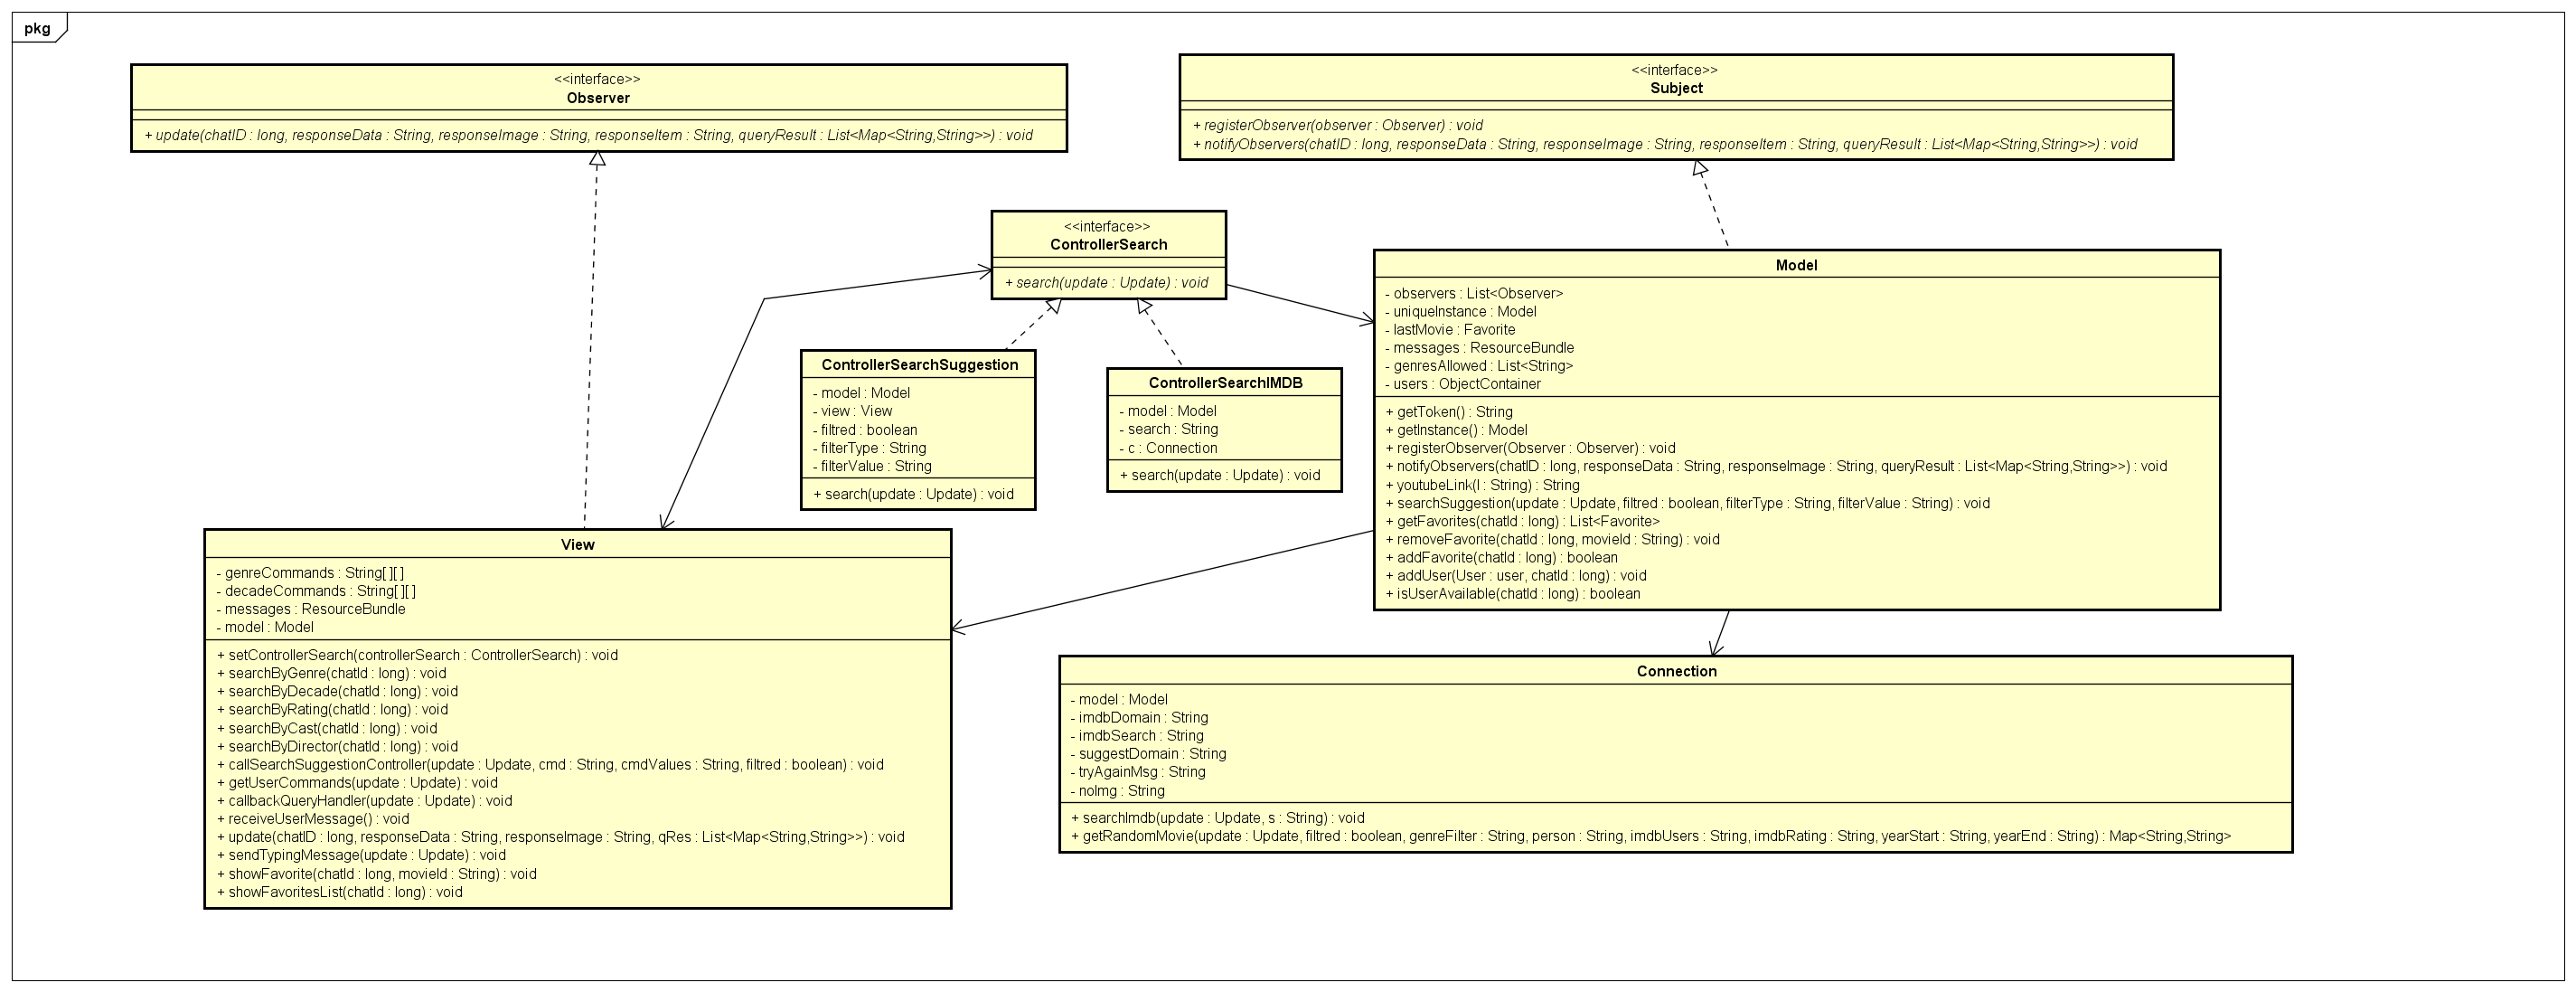 pkg
<<interface>>
Observer
+ update(chatID : long, responseData : String, responseImage : String, responseItem : String, queryResult : List<Map<String,String>>) : void
<<interface>>
Subject
+ registerObserver(observer : Observer) : void
+ notifyObservers(chatID : long, responseData : String, responseImage : String, responseItem : String, queryResult : List<Map<String,String>>) : void
<<interface>>
ControllerSearch
+ search(update : Update) : void
Model
- observers : List<Observer>
- uniqueInstance : Model
- lastMovie : Favorite
- messages : ResourceBundle
- genresAllowed : List<String>
- users : ObjectContainer
+ getToken() : String
+ getInstance() : Model
+ registerObserver(Observer : Observer) : void
+ notifyObservers(chatID : long, responseData : String, responseImage : String, queryResult : List<Map<String,String>>) : void
+ youtubeLink(l : String) : String
+ searchSuggestion(update : Update, filtred : boolean, filterType : String, filterValue : String) : void
+ getFavorites(chatId : long) : List<Favorite>
+ removeFavorite(chatId : long, movieId : String) : void
+ addFavorite(chatId : long) : boolean
+ addUser(User : user, chatId : long) : void
+ isUserAvailable(chatId : long) : boolean
ControllerSearchSuggestion
- model : Model
- view : View
- filtred : boolean
- filterType : String
- filterValue : String
+ search(update : Update) : void
ControllerSearchIMDB
- model : Model
- search : String
- c : Connection
+ search(update : Update) : void
View
- genreCommands : String[ ][ ]
- decadeCommands : String[ ][ ]
- messages : ResourceBundle
- model : Model
+ setControllerSearch(controllerSearch : ControllerSearch) : void
+ searchByGenre(chatId : long) : void
+ searchByDecade(chatId : long) : void
+ searchByRating(chatId : long) : void
+ searchByCast(chatId : long) : void
+ searchByDirector(chatId : long) : void
+ callSearchSuggestionController(update : Update, cmd : String, cmdValues : String, filtred : boolean) : void
+ getUserCommands(update : Update) : void
+ callbackQueryHandler(update : Update) : void
+ receiveUserMessage() : void
+ update(chatID : long, responseData : String, responseImage : String, qRes : List<Map<String,String>>) : void
+ sendTypingMessage(update : Update) : void
+ showFavorite(chatId : long, movieId : String) : void
+ showFavoritesList(chatId : long) : void
Connection
- model : Model
- imdbDomain : String
- imdbSearch : String
- suggestDomain : String
- tryAgainMsg : String
- noImg : String
+ searchImdb(update : Update, s : String) : void
+ getRandomMovie(update : Update, filtred : boolean, genreFilter : String, person : String, imdbUsers : String, imdbRating : String, yearStart : String, yearEnd : String) : Map<String,String>